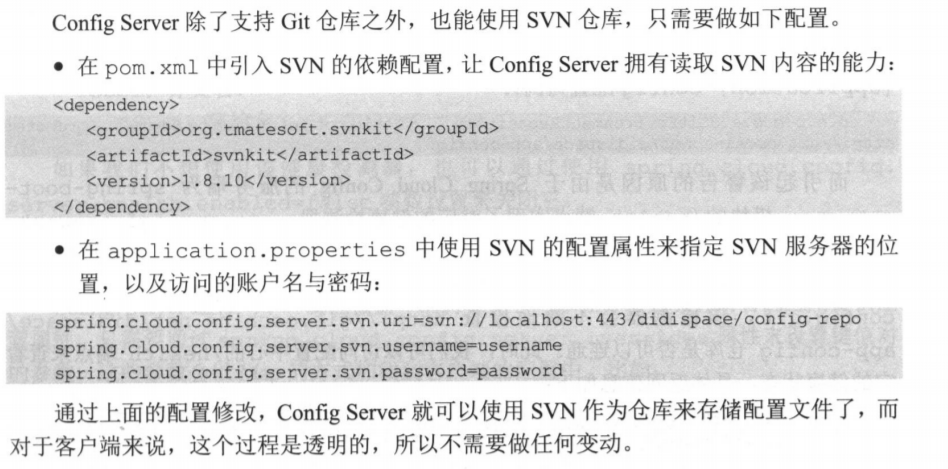 Config Server 除了支持 Git 仓库之外，也能使用 SVN 仓库，只需要做如下配置。
• 在 pom.xml 中引入 SVN 的依赖配置，让 Config Server 拥有读取 SVN 内容的能力：
<dependency>
<groupId>org.tmatesoft.svnkit</groupId>
<artifactId>svnkit</artifactId>
<version>1.8.10</version>
</dependency>
• 在 application.properties 中使用 SVN 的配置属性来指定 SVN 服务器的位
置，以及访问的账户名与密码：
spring.cloud.config.server.svn.uri=svn://localhost:443/didispace/config-repo
spring.cloud.config.server.svn.username=username
spring.cloud.config.server.svn.password=password
通过上面的配置修改，Config Server 就可以使用 SVN 作为仓库来存储配置文件了，而
对于客户端来说，这个过程是透明的，所以不需要做任何变动。